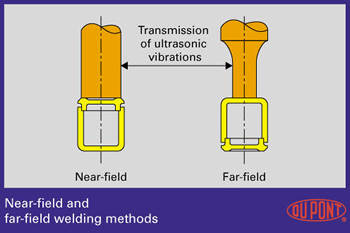 Transmission
of ultrasonic
vibrations
Near-field
Far-field
Near-field and
far-field welding methods
DU PONT